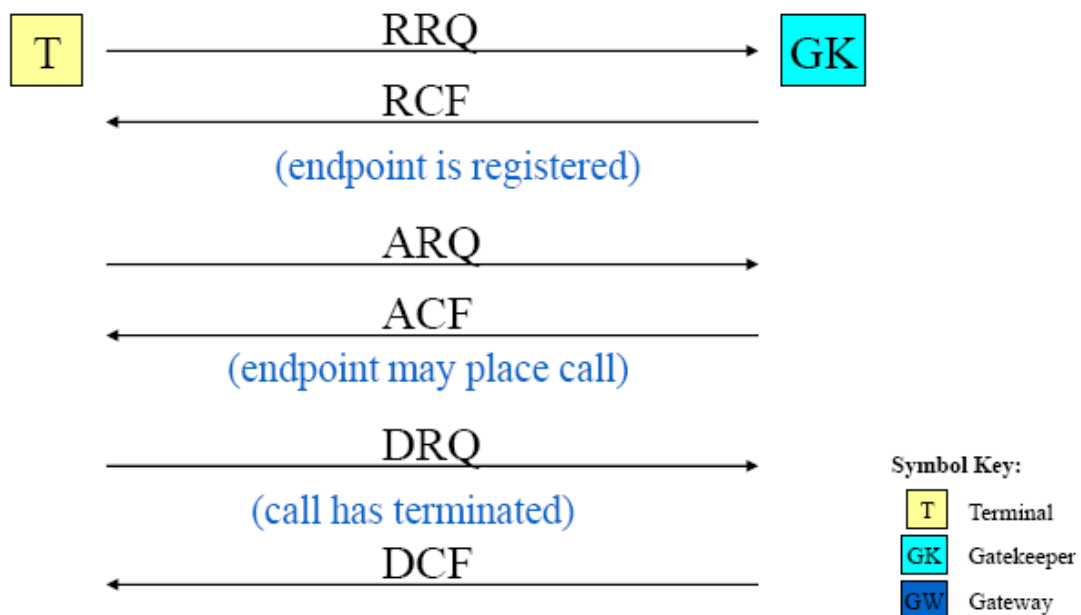 T
RRQ
GK
RCF
(endpoint is registered)
ARQ
ACF
(endpoint may place call)
DRQ
(call has terminated)
DCF
Symbol Key:
T Terminal
GK Gatekeeper
GW Gateway